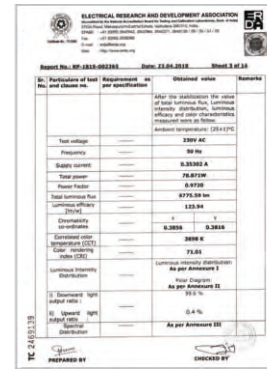 ELECTRICAL RESEARCH AND DEVELOPMENT ASSOCIATION
ERDA
Report No.: RP-1819-002365 Date: 23.04.2018 Sheet 3 of 14
Sr. No. Particulars of test and clause no. Requirement as per specification Obtained value Remarks
After the stabilization the value
of total luminous flux, Luminous
intensity distribution, luminous
efficacy and color characteristics
measured were as follow.
Ambient temperature: (25±1)°C
Test voltage 230V AC
Frequency 50 Hz
Supply current 0.35302 A
Total power 78.871W
Power Factor 0.9720
Total luminous flux 9775.59 lm
Luminous efficacy [lm/w] 123.94
Chromaticity co-ordinates X Y
0.3856 0.3816
Correlated color temperature (CCT) 3898 K
Color rendering index (CRI) 71.01
Luminous Intensity Distribution
Luminous intensity distribution:
As per Annexure I
Polar Diagram:
As per Annexure II
i) Downward light output ratio : 99.6 %
ii) Upward light output ratio 0.4 %
Spectral Distribution As per Annexure III
TC 2469139
PREPARED BY CHECKED BY